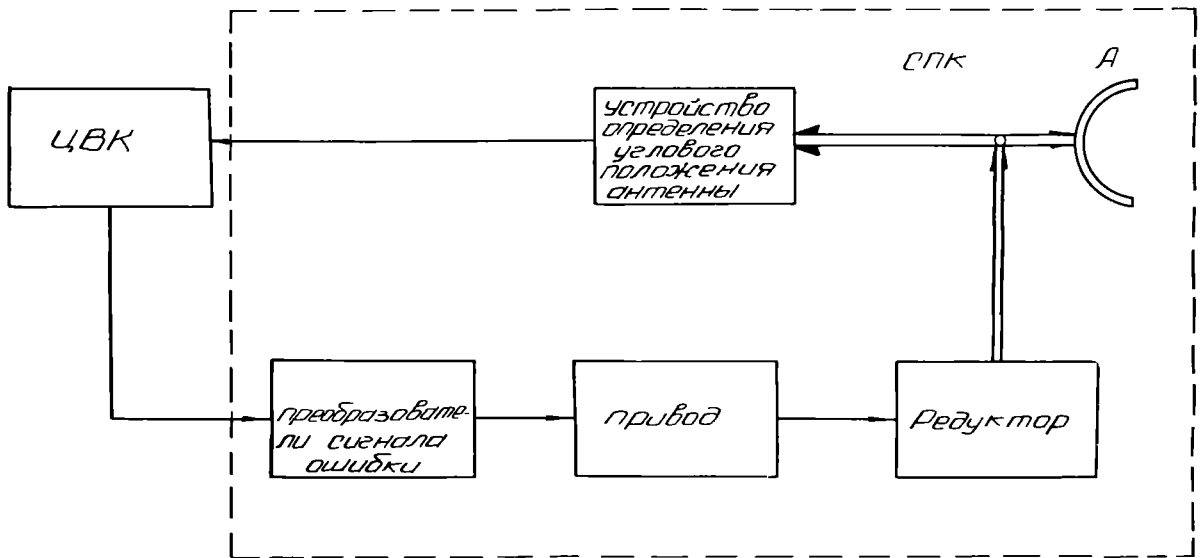 СПК
А
ЦВК
устройство
определения
углового
положения
антенны
преобразовате-
ли сигнала
ошибки
привод
Редуктор